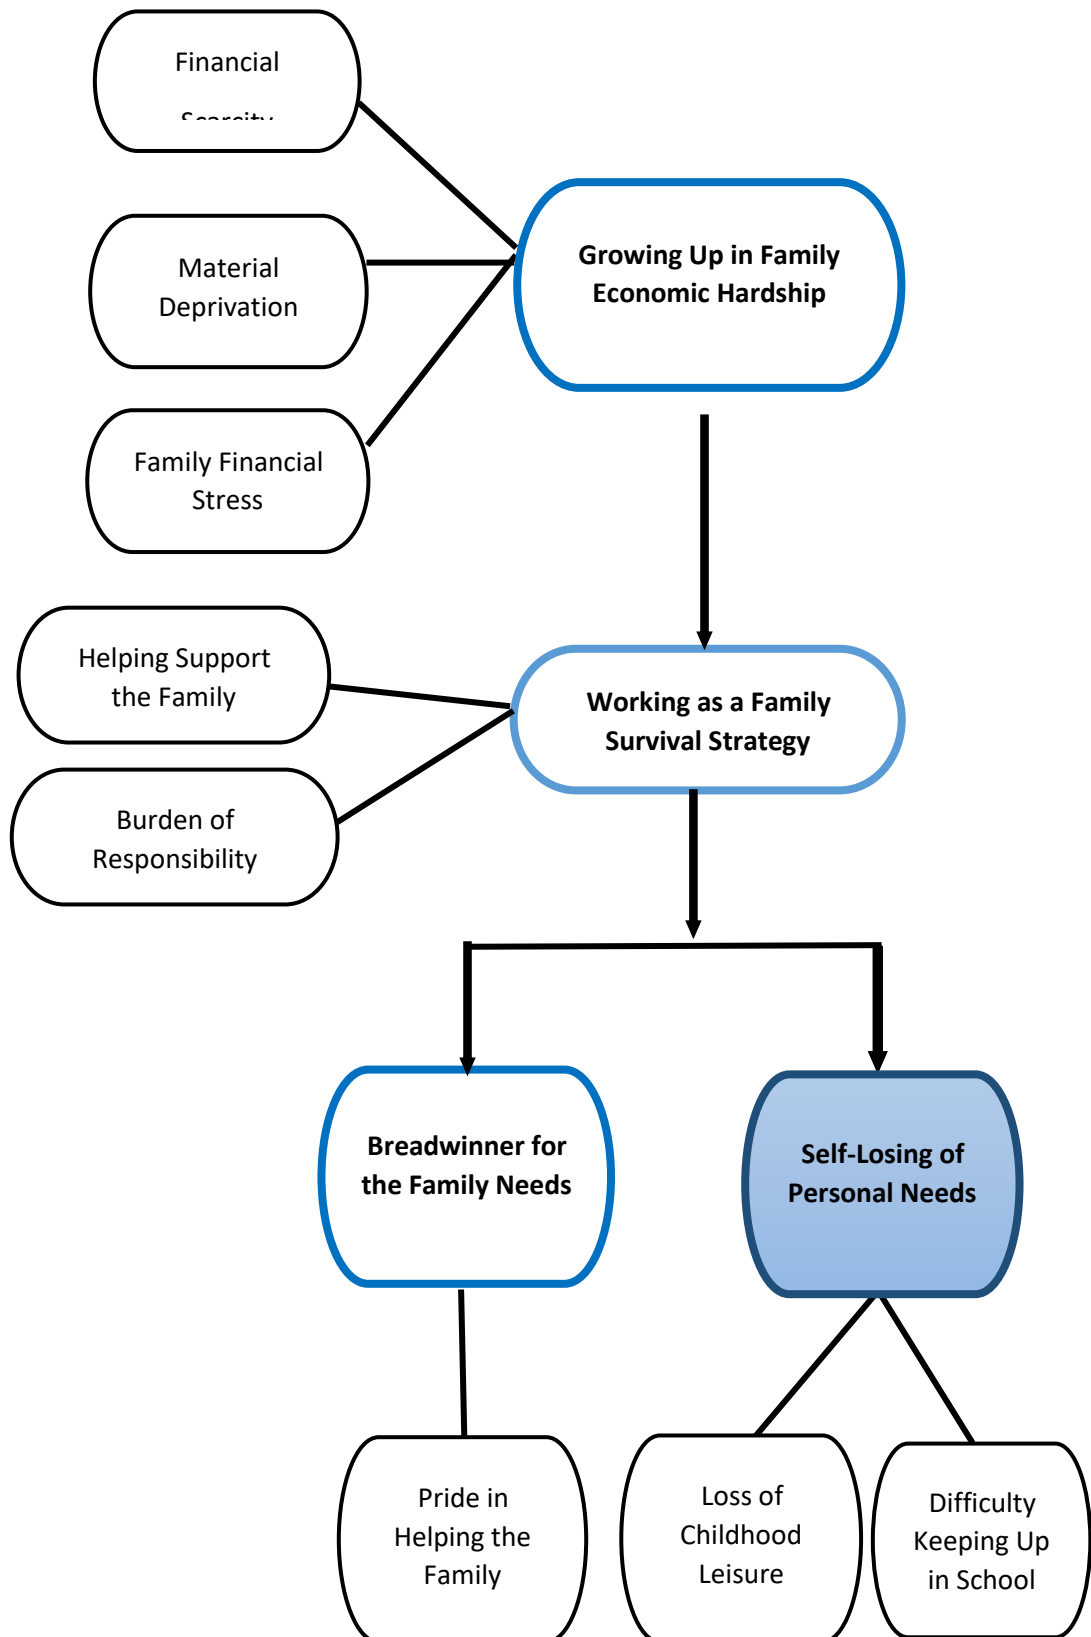 Financial
Scarcity
Growing Up in Family
Economic Hardship
Material
Deprivation
Family Financial
Stress
Helping Support
the Family
Working as a Family
Survival Strategy
Burden of
Responsibility
Breadwinner for
the Family Needs
Self-Losing of
Personal Needs
Pride in
Helping the
Family
Loss of
Childhood
Leisure
Difficulty
Keeping Up
in School